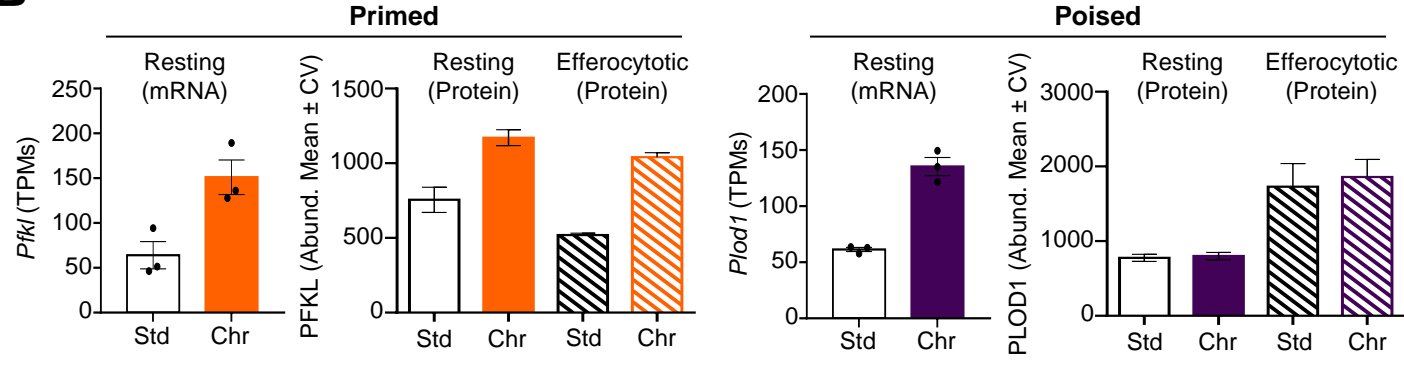 B
Primed
Poised
Resting
(mRNA)
Pfkl (TPMs)
250
200
150
100
50
0
Std Chr
Resting
(Protein)
Efferocytotic
(Protein)
PFKL (Abund. Mean ± CV)
1500
1000
500
0
Std Chr Std Chr
Resting
(mRNA)
Plod1 (TPMs)
200
150
100
50
0
Std Chr
Resting
(Protein)
Efferocytotic
(Protein)
PLOD1 (Abund. Mean ± CV)
3000
2000
1000
0
Std Chr Std Chr